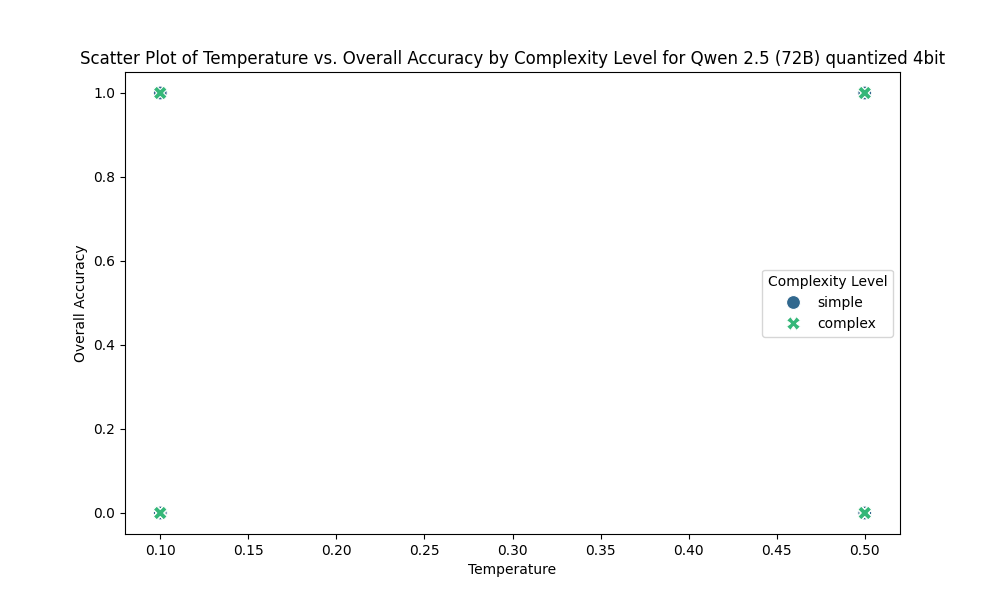 Scatter Plot of Temperature vs. Overall Accuracy by Complexity Level for Qwen 2.5 (72B) quantized 4bit
1.0
0.8
0.6
0.4
0.2
0.0
Overall Accuracy
Complexity Level
simple
complex
0.10 0.15 0.20 0.25 0.30 0.35 0.40 0.45 0.50
Temperature